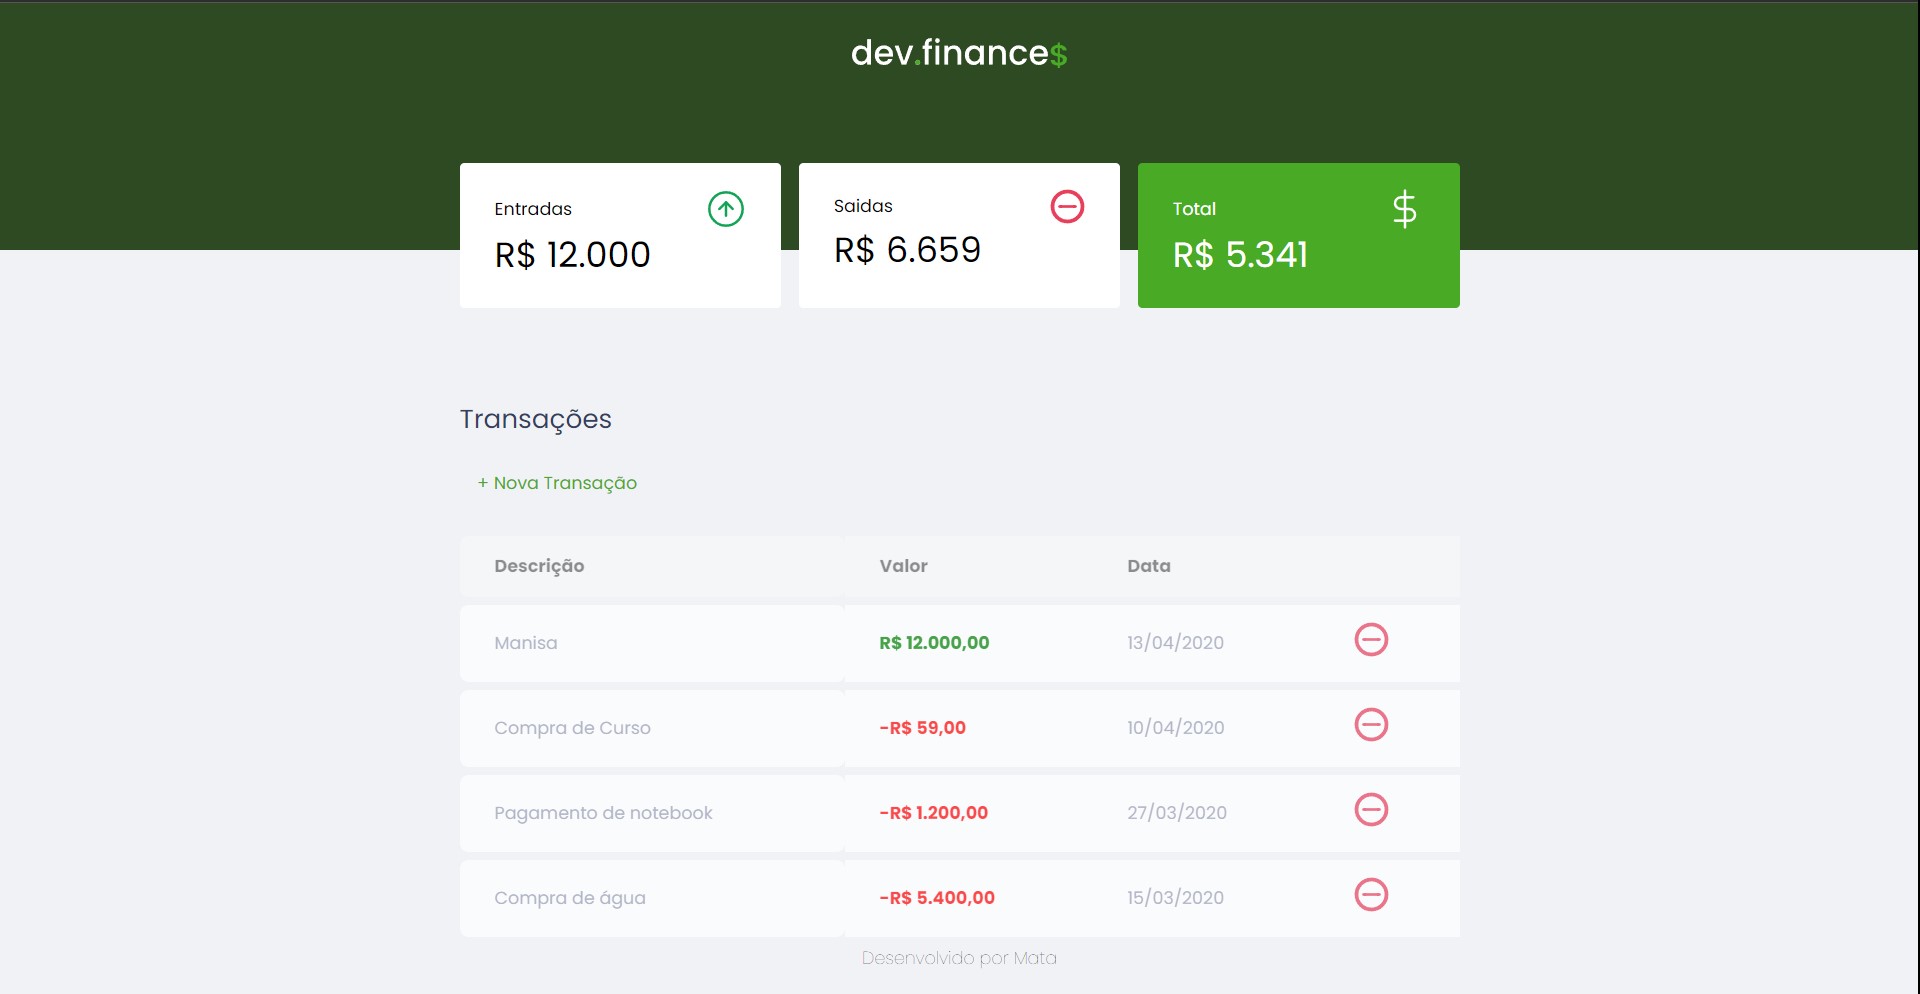 dev.finance$
Entradas
R$ 12.000
Saidas
R$ 6.659
Total
R$ 5.341
Transações
+ Nova Transação
Descrição Valor Data
Manisa R$ 12.000,00 13/04/2020
Compra de Curso -R$ 59,00 10/04/2020
Pagamento de notebook -R$ 1.200,00 27/03/2020
Compra de água -R$ 5.400,00 15/03/2020
Desenvolvido por Mata